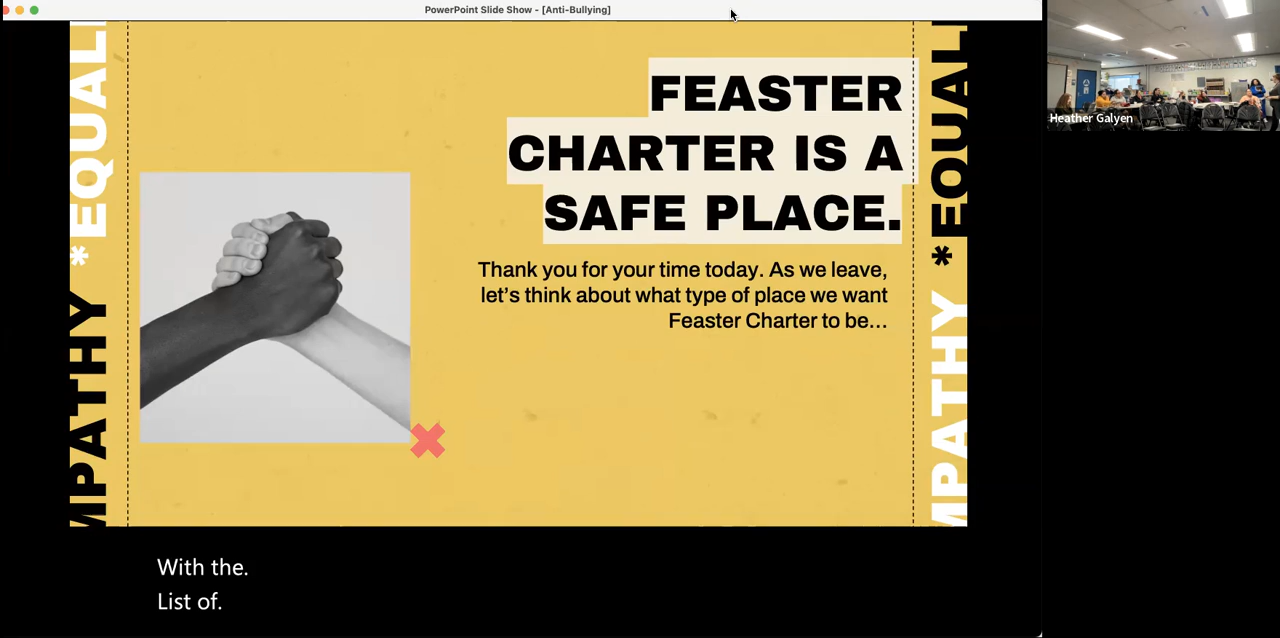 PowerPoint Slide Show - [Anti-Bullying]
MPATHY * EQUAL
FEASTER
CHARTER IS A
SAFE PLACE.
Thank you for your time today. As we leave,
let's think about what type of place we want
Feaster Charter to be...
MPATHY * EQUAL
Heather Galyen
With the.
List of.